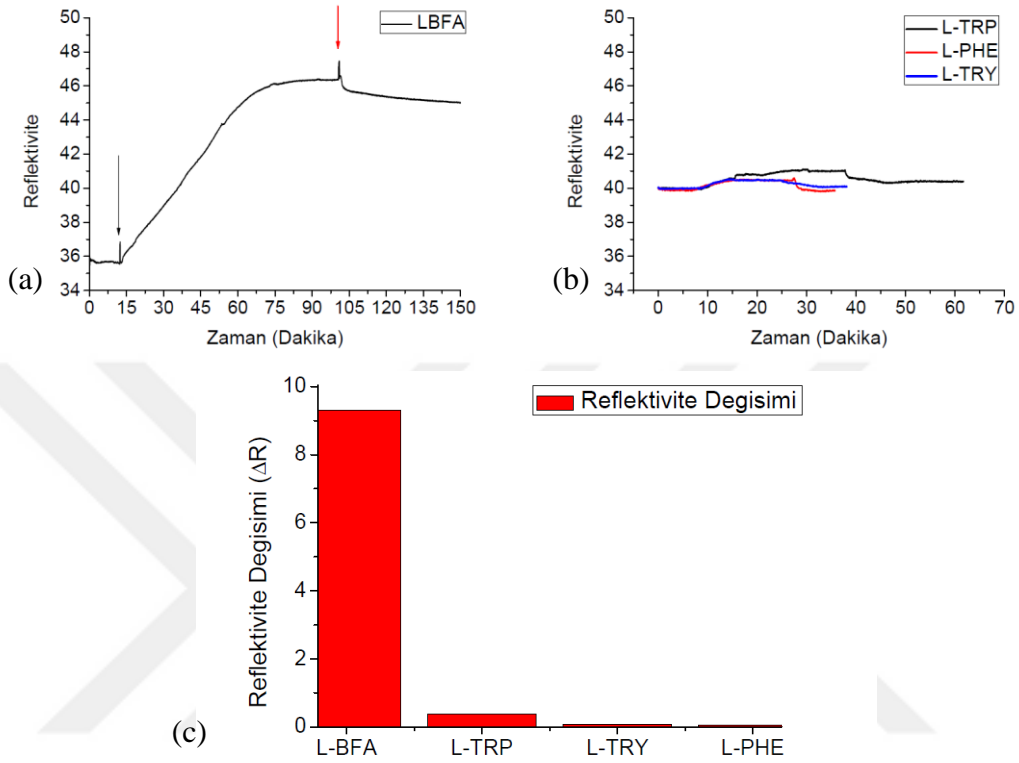 50
48
46
44
42
40
38
36
34
Reflektivite
LBFA
0 15 30 45 60 75 90 105 120 135 150
Zaman (Dakika)
(a)
50
48
46
44
42
40
38
36
34
Reflektivite
L-TRP
L-PHE
L-TRY
0 10 20 30 40 50 60 70
Zaman (Dakika)
(b)
10
8
6
4
2
0
Reflektivite Degisimi (ΔR)
Reflektivite Degisimi
L-BFA L-TRP L-TRY L-PHE
(c)